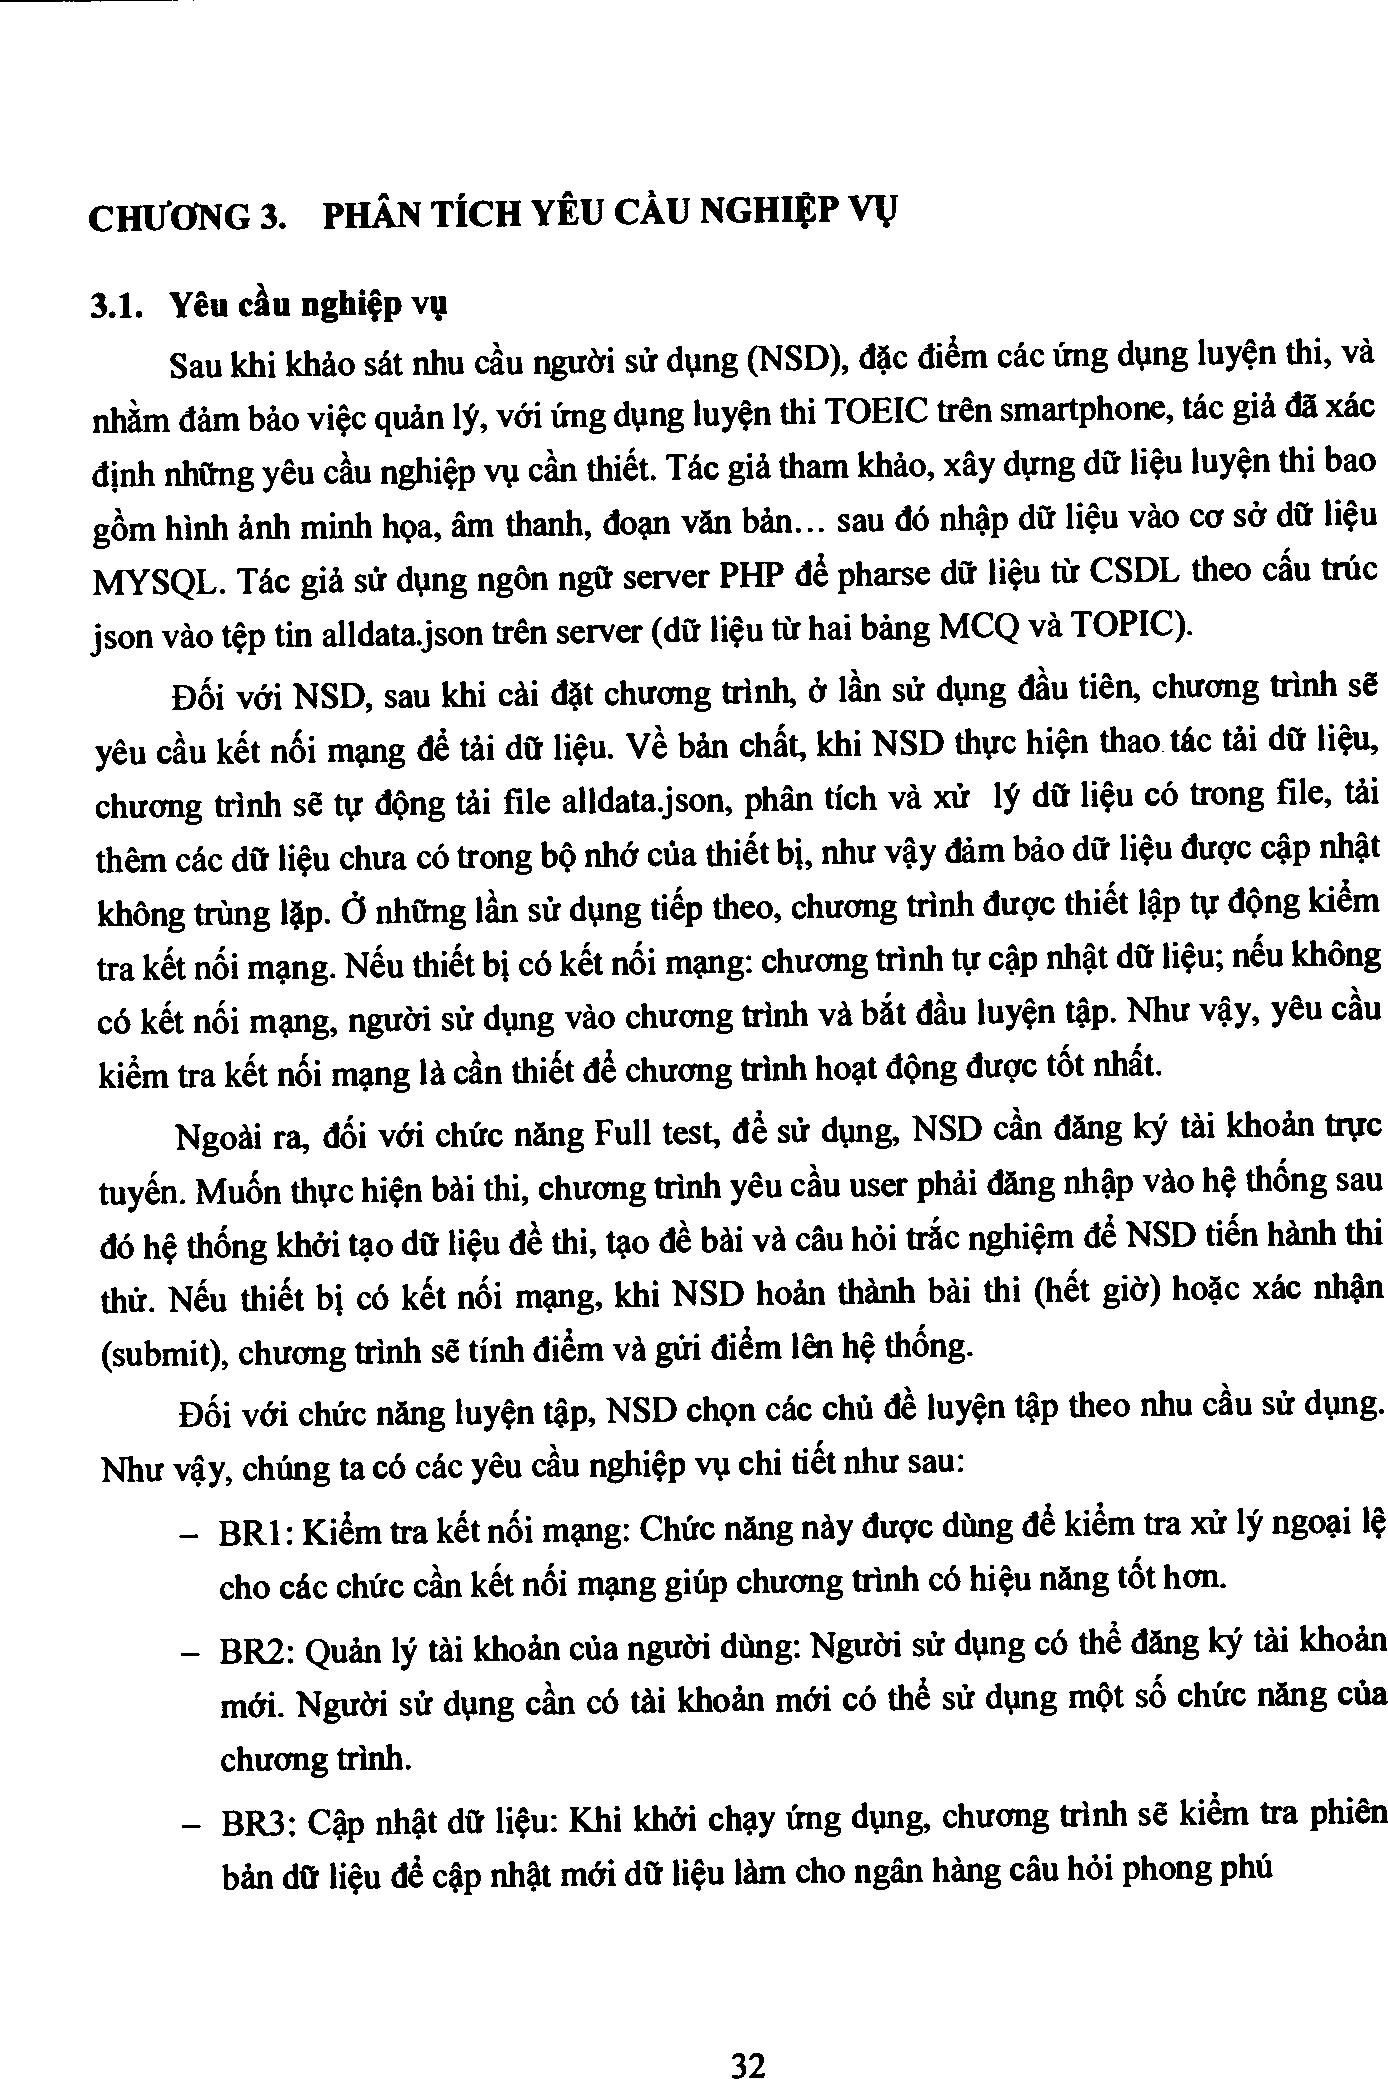 CHƯƠNG 3. PHÂN TÍCH YÊU CẦU NGHIỆP VỤ
3.1. Yêu cầu nghiệp vụ
Sau khi khảo sát nhu cầu người sử dụng (NSD), đặc điểm các ứng dụng luyện thi, và
nhằm đảm bảo việc quản lý, với ứng dụng luyện thi TOEIC trên smartphone, tác giả đã xác
định những yêu cầu nghiệp vụ cần thiết. Tác giả tham khảo, xây dựng dữ liệu luyện thi bao
gồm hình ảnh minh họa, âm thanh, đoạn văn bản... sau đó nhập dữ liệu vào cơ sở dữ liệu
MYSQL. Tác giả sử dụng ngôn ngữ server PHP để pharse dữ liệu từ CSDL theo cấu trúc
json vào tệp tin alldata.json trên server (dữ liệu từ hai bảng MCQ và TOPIC).
Đối với NSD, sau khi cài đặt chương trình, ở lần sử dụng đầu tiên, chương trình sẽ
yêu cầu kết nối mạng để tải dữ liệu. Về bản chất, khi NSD thực hiện thao tác tải dữ liệu,
chương trình sẽ tự động tải file alldata.json, phân tích và xử lý dữ liệu có trong file, tải
thêm các dữ liệu chưa có trong bộ nhớ của thiết bị, như vậy đảm bảo dữ liệu được cập nhật
không trùng lặp. Ở những lần sử dụng tiếp theo, chương trình được thiết lập tự động kiểm
tra kết nối mạng. Nếu thiết bị có kết nối mạng: chương trình tự cập nhật dữ liệu; nếu không
có kết nối mạng, người sử dụng vào chương trình và bắt đầu luyện tập. Như vậy, yêu cầu
kiểm tra kết nối mạng là cần thiết để chương trình hoạt động được tốt nhất.
Ngoài ra, đối với chức năng Full test, để sử dụng, NSD cần đăng ký tài khoản trực
tuyến. Muốn thực hiện bài thi, chương trình yêu cầu user phải đăng nhập vào hệ thống sau
đó hệ thống khởi tạo dữ liệu đề thi, tạo đề bài và câu hỏi trắc nghiệm để NSD tiến hành thi
thử. Nếu thiết bị có kết nối mạng, khi NSD hoản thành bài thi (hết giờ) hoặc xác nhận
(submit), chương trình sẽ tính điểm và gửi điểm lên hệ thống.
Đối với chức năng luyện tập, NSD chọn các chủ đề luyện tập theo nhu cầu sử dụng.
Như vậy, chúng ta có các yêu cầu nghiệp vụ chi tiết như sau:
– BR1: Kiểm tra kết nối mạng: Chức năng này được dùng để kiểm tra xử lý ngoại lệ
cho các chức cần kết nối mạng giúp chương trình có hiệu năng tốt hơn.
– BR2: Quản lý tài khoản của người dùng: Người sử dụng có thể đăng ký tài khoản
mới. Người sử dụng cần có tài khoản mới có thể sử dụng một số chức năng của
chương trình.
– BR3: Cập nhật dữ liệu: Khi khởi chạy ứng dụng, chương trình sẽ kiểm tra phiên
bản dữ liệu để cập nhật mới dữ liệu làm cho ngân hàng câu hỏi phong phú
32